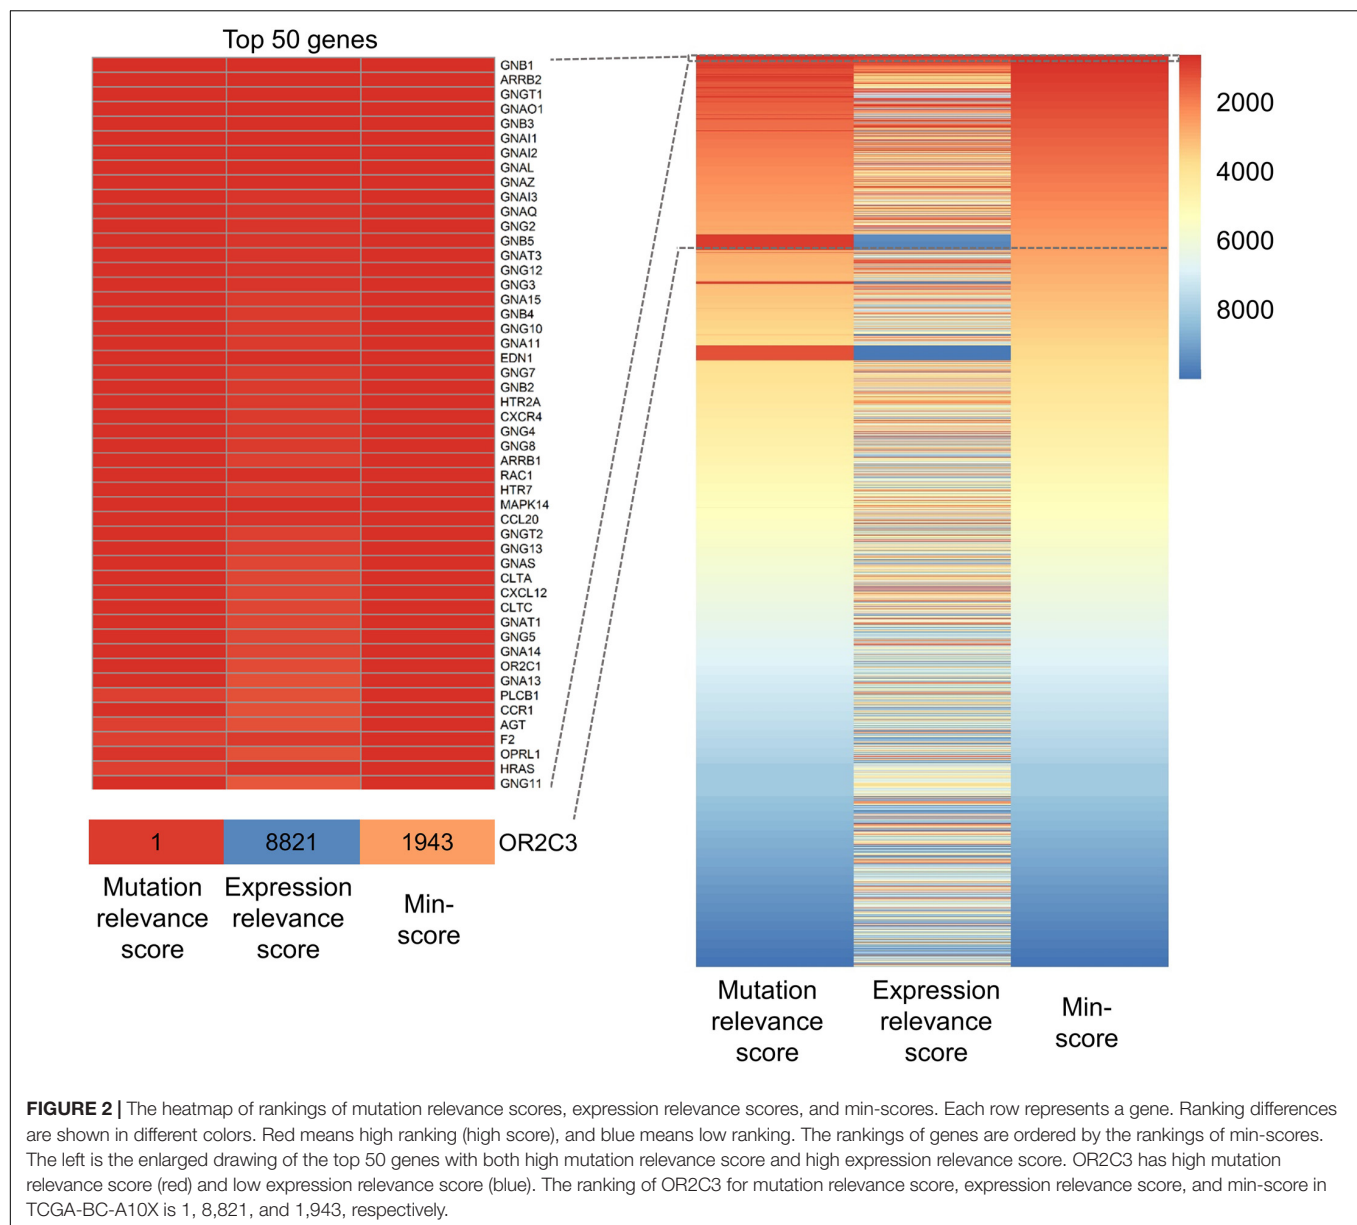 Top 50 genes
GNB1
ARRB2
GNGT1
GNAO1
GNB3
GNAI1
GNAI2
GNAL
GNAZ
GNAI3
GNAQ
GNG2
GNB5
GNAT3
GNG12
GNG3
GNA15
GNB4
GNG10
GNA11
EDN1
GNG7
GNB2
HTR2A
CXCR4
GNG4
GNG8
ARRB1
RAC1
HTR7
MAPK14
CCL20
GNGT2
GNG13
GNAS
CLTA
CXCL12
CLTC
GNAT1
GNG5
GNA14
OR2C1
GNA13
PLCB1
CCR1
AGT
F2
OPRL1
HRAS
GNG11
1 8821 1943 OR2C3
Mutation
relevance
score
Expression
relevance
score
Min-
score
2000
4000
6000
8000
Mutation
relevance
score
Expression
relevance
score
Min-
score
FIGURE 2 | The heatmap of rankings of mutation relevance scores, expression relevance scores, and min-scores. Each row represents a gene. Ranking differences
are shown in different colors. Red means high ranking (high score), and blue means low ranking. The rankings of genes are ordered by the rankings of min-scores.
The left is the enlarged drawing of the top 50 genes with both high mutation relevance score and high expression relevance score. OR2C3 has high mutation
relevance score (red) and low expression relevance score (blue). The ranking of OR2C3 for mutation relevance score, expression relevance score, and min-score in
TCGA-BC-A10X is 1, 8,821, and 1,943, respectively.